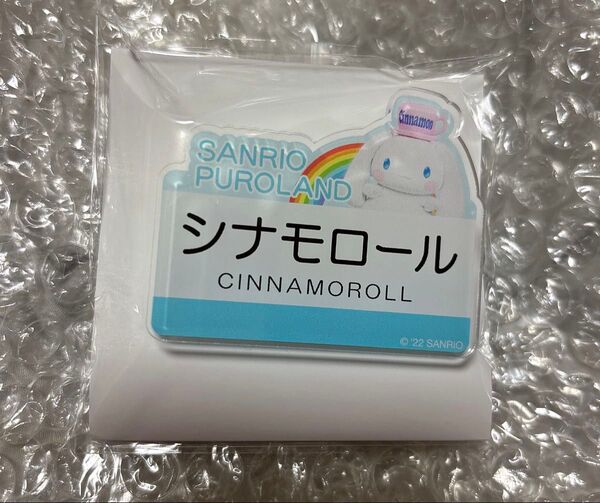 Cinnamon
SANRIO
PUROLAND
シナモロール
CINNAMOROLL
© '22 SANRIO